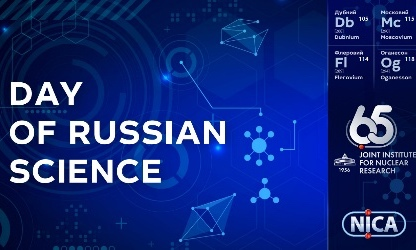 DAY
OF RUSSIAN
SCIENCE
Дубний
Db 105
Dubnium
Московий
Mc 115
Moscovium
Флеровий
Fl 114
Flerovium
Оганесон
Og 118
Oganesson
65
1956
JOINT INSTITUTE
FOR NUCLEAR
RESEARCH
NICA